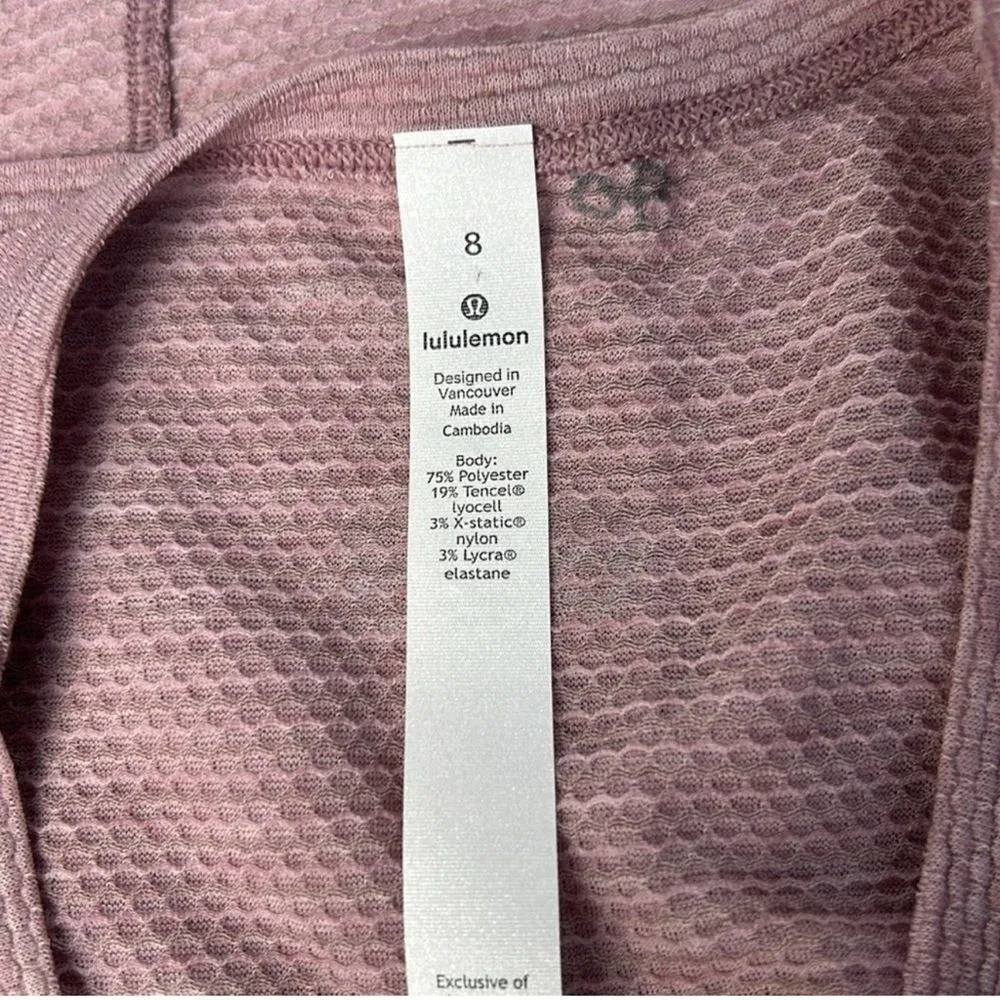 8
lululemon
Designed in
Vancouver
Made in
Cambodia
Body:
75% Polyester
19% Tencel®
lyocell
3% X-static®
nylon
3% Lycra®
elastane
Exclusive of